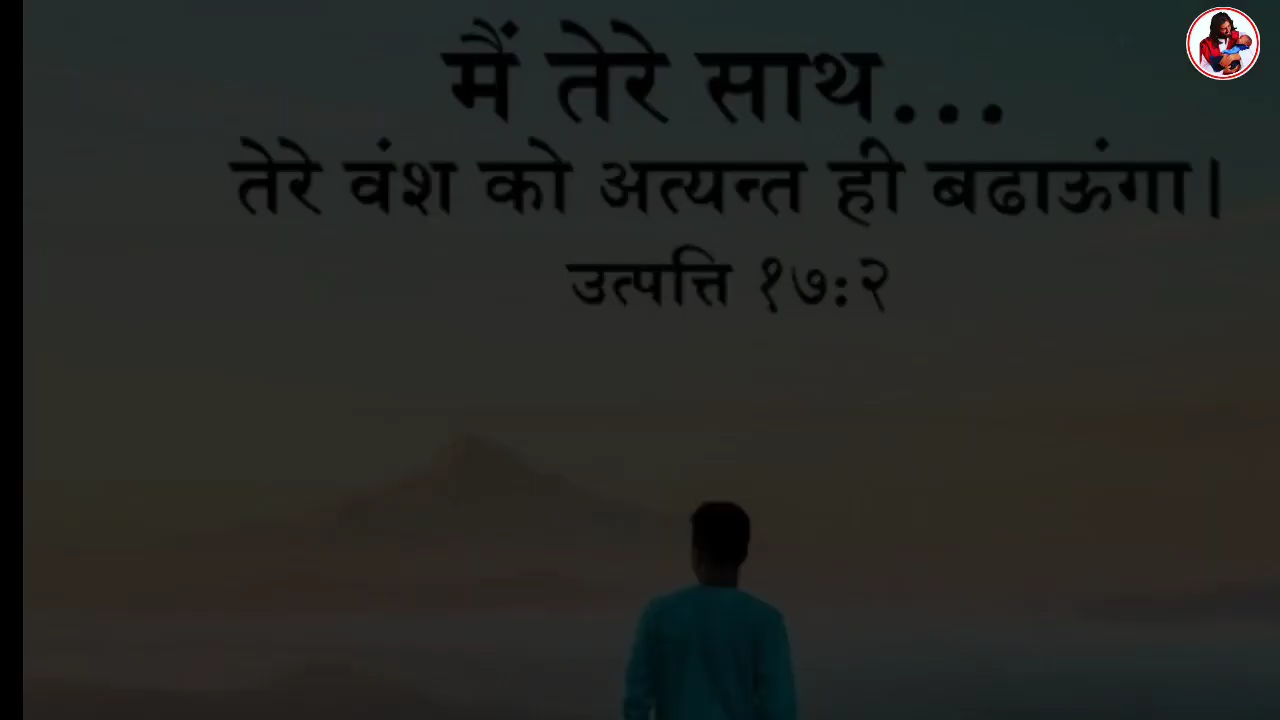 मैं तेरे साथ...
तेरे वंश को अत्यन्त ही बढाऊंगा।
उत्पत्ति १७:२